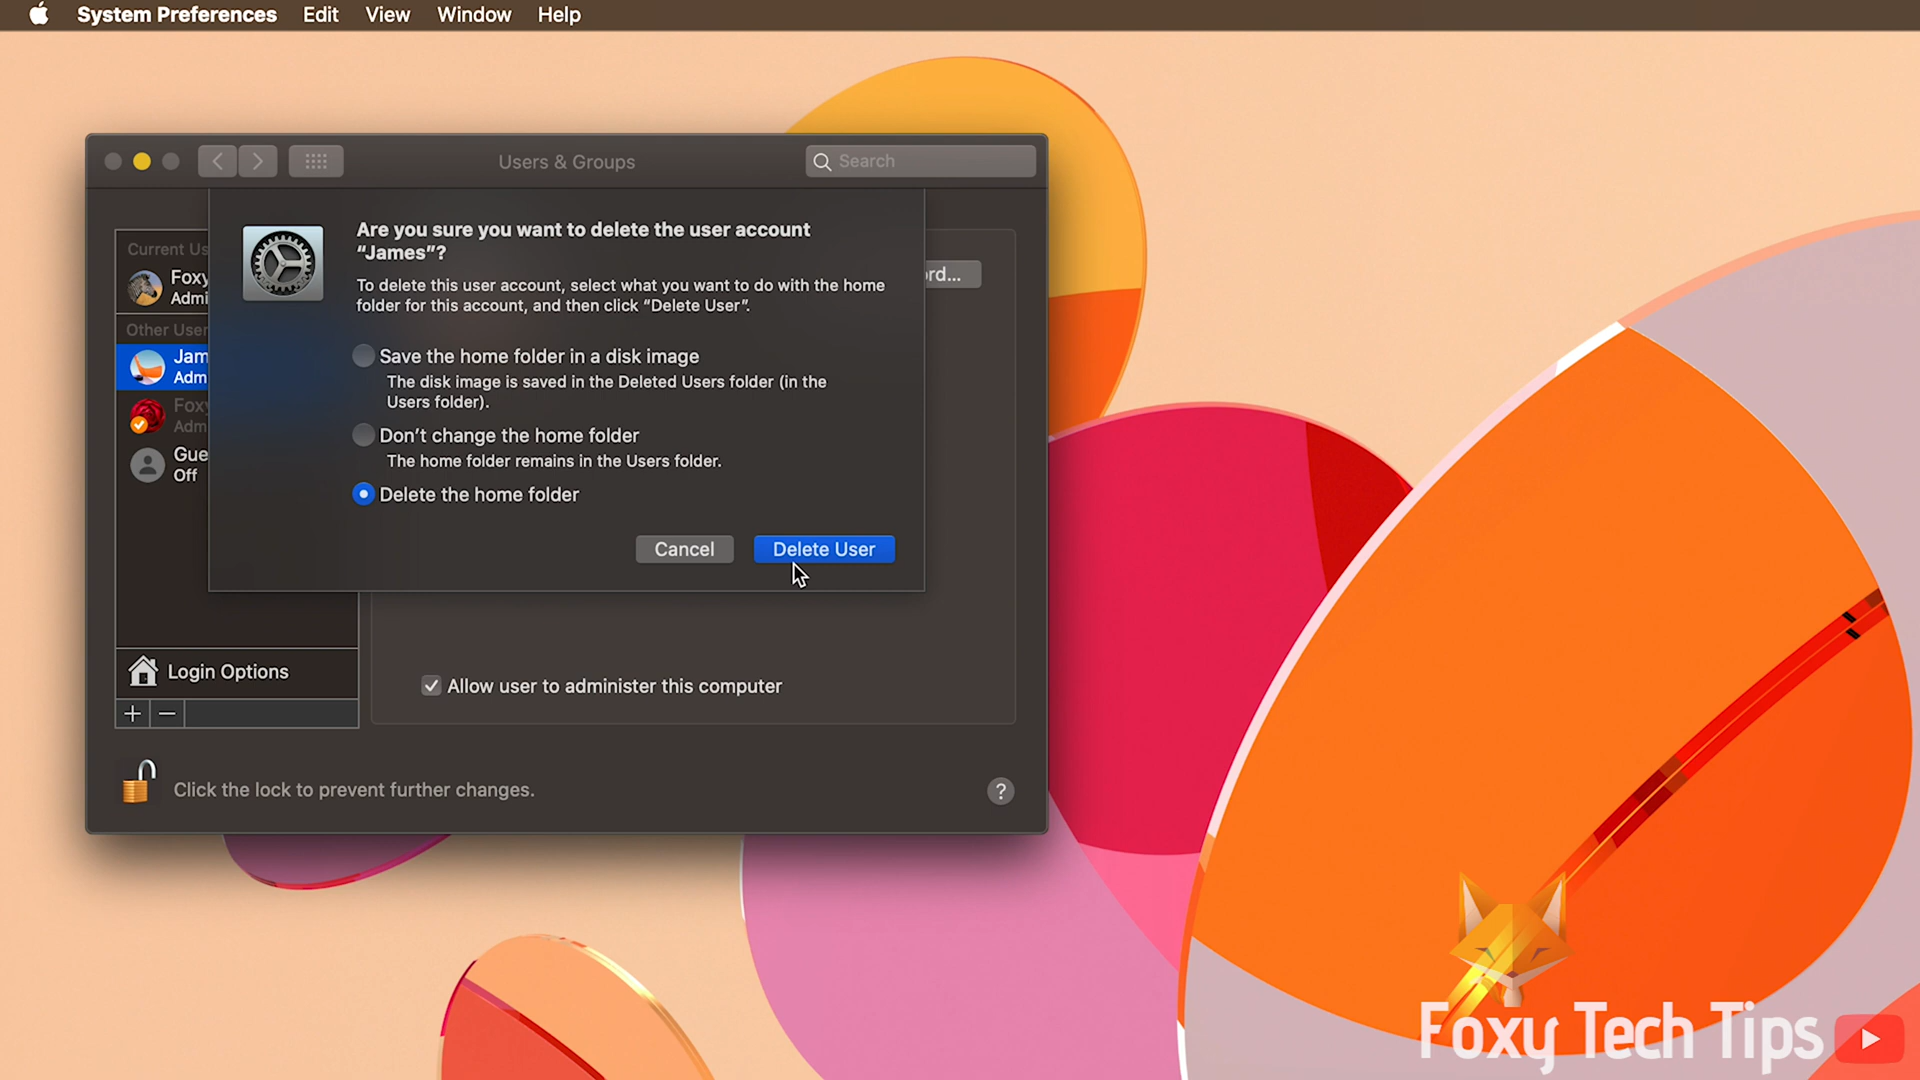 System Preferences Edit View Window Help
Users & Groups
Search
Are you sure you want to delete the user account
“James”?
To delete this user account, select what you want to do with the home
folder for this account, and then click “Delete User”.
Save the home folder in a disk image
The disk image is saved in the Deleted Users folder (in the
Users folder).
Don’t change the home folder
The home folder remains in the Users folder.
Delete the home folder
Cancel Delete User
Current Us
Foxy
Admi
rd...
Other User
Jam
Adm
Foxy
Adm
Gue
Off
Login Options
+ −
Allow user to administer this computer
Click the lock to prevent further changes.
?
Foxy Tech Tips